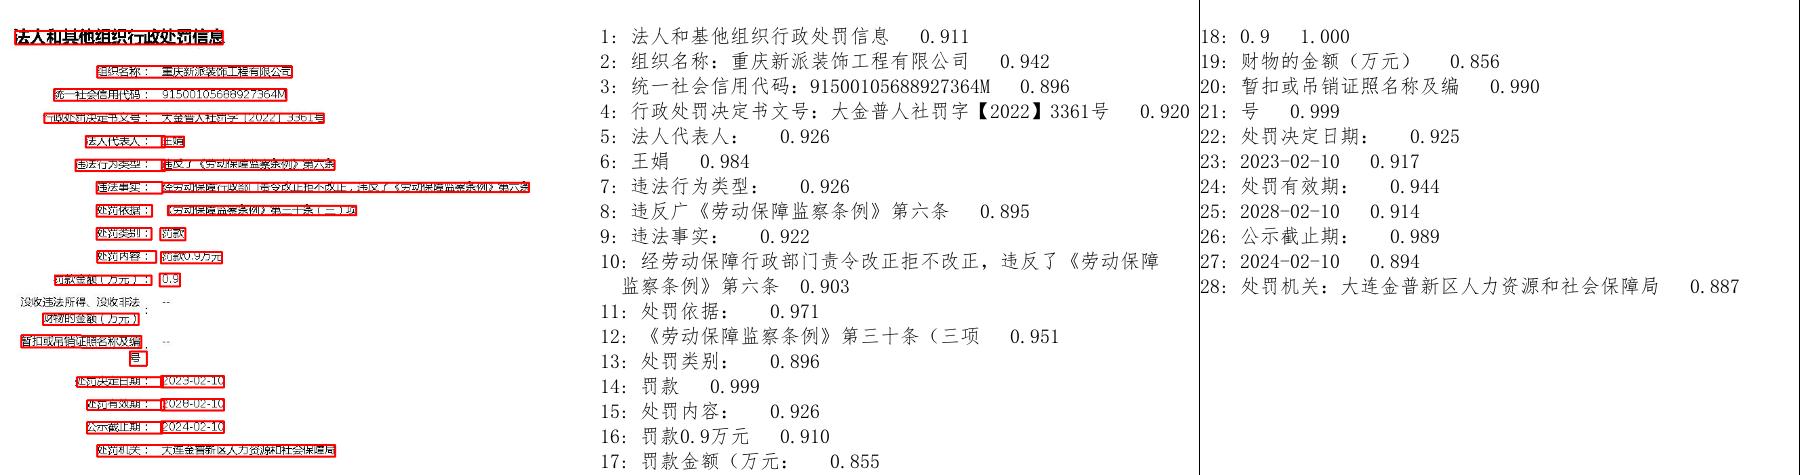 法人和其他组织行政处罚信息
组织名称： 重庆新派装饰工程有限公司
统一社会信用代码： 91500105688927364M
行政处罚决定书文号： 大金普人社罚字〔2022〕3361号
法人代表人： 王娟
违法行为类型： 违反了《劳动保障监察条例》第六条
违法事实： 经劳动保障行政部门责令改正拒不改正，违反了《劳动保障监察条例》第六条
处罚依据： 《劳动保障监察条例》第三十条（三）项
处罚类别： 罚款
处罚内容： 罚款0.9万元
罚款金额（万元）： 0.9
没收违法所得、没收非法
财物的金额（万元）： --
暂扣或吊销证照名称及编
号： --
处罚决定日期： 2023-02-10
处罚有效期： 2028-02-10
公示截止期： 2024-02-10
处罚机关： 大连金普新区人力资源和社会保障局
1: 法人和基他组织行政处罚信息 0.911
2: 组织名称：重庆新派装饰工程有限公司 0.942
3: 统一社会信用代码：91500105688927364M 0.896
4: 行政处罚决定书文号：大金普人社罚字【2022】3361号 0.920
5: 法人代表人： 0.926
6: 王娟 0.984
7: 违法行为类型： 0.926
8: 违反广《劳动保障监察条例》第六条 0.895
9: 违法事实： 0.922
10: 经劳动保障行政部门责令改正拒不改正，违反了《劳动保障
监察条例》第六条 0.903
11: 处罚依据： 0.971
12: 《劳动保障监察条例》第三十条（三项 0.951
13: 处罚类别： 0.896
14: 罚款 0.999
15: 处罚内容： 0.926
16: 罚款0.9万元 0.910
17: 罚款金额（万元： 0.855
18: 0.9 1.000
19: 财物的金额（万元） 0.856
20: 暂扣或吊销证照名称及编 0.990
21: 号 0.999
22: 处罚决定日期： 0.925
23: 2023-02-10 0.917
24: 处罚有效期： 0.944
25: 2028-02-10 0.914
26: 公示截止期： 0.989
27: 2024-02-10 0.894
28: 处罚机关：大连金普新区人力资源和社会保障局 0.887